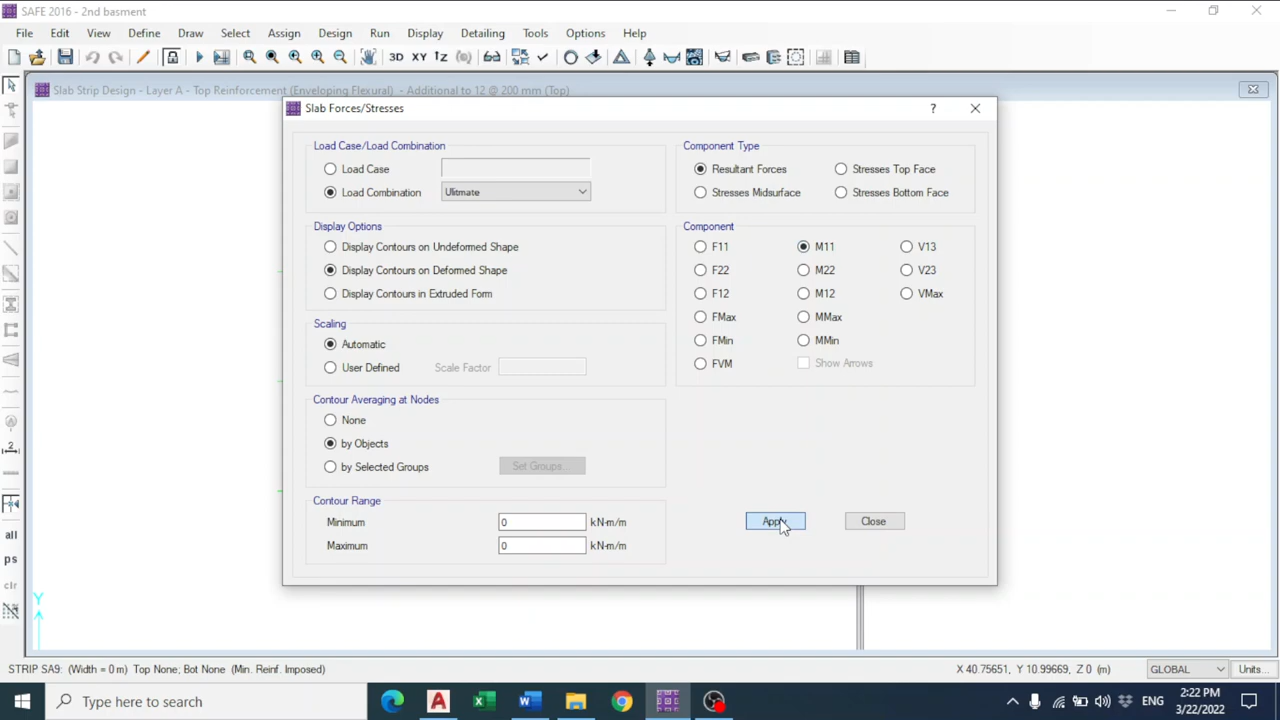 SAFE 2016 - 2nd basment
File Edit View Define Draw Select Assign Design Run Display Detailing Tools Options Help
3D XY
Slab Strip Design - Layer A - Top Reinforcement (Enveloping Flexural) - Additional to 12 @ 200 mm (Top)
Slab Forces/Stresses ?
Load Case/Load Combination
Load Case
Load Combination Ulitmate
Display Options
Display Contours on Undeformed Shape
Display Contours on Deformed Shape
Display Contours in Extruded Form
Scaling
Automatic
User Defined Scale Factor
Contour Averaging at Nodes
None
by Objects
by Selected Groups Set Groups...
Contour Range
Minimum 0 kN-m/m
Maximum 0 kN-m/m
Component Type
Resultant Forces Stresses Top Face
Stresses Midsurface Stresses Bottom Face
Component
F11 M11 V13
F22 M22 V23
F12 M12 VMax
FMax MMax
FMin MMin
FVM Show Arrows
Apply Close
all
ps
clr
Y
STRIP SA9: (Width = 0 m) Top None; Bot None (Min. Reinf. Imposed) X 40.75651, Y 10.99669, Z 0 (m) GLOBAL Units...
Type here to search
ENG
2:22 PM
3/22/2022